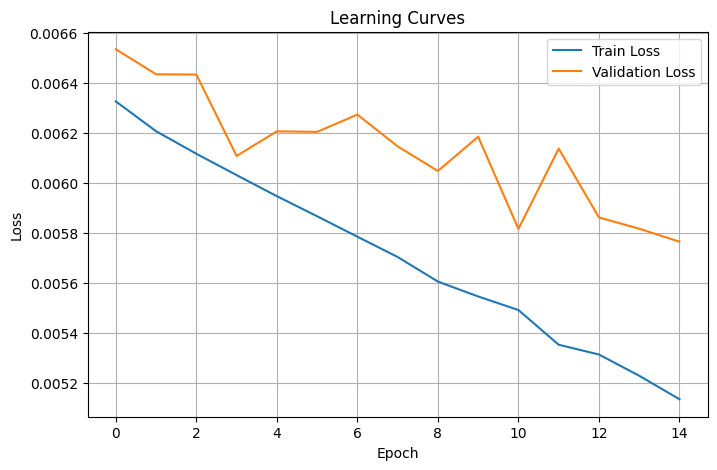 Learning Curves
Train Loss
Validation Loss
0.0066
0.0064
0.0062
0.0060
0.0058
0.0056
0.0054
0.0052
Loss
0 2 4 6 8 10 12 14
Epoch